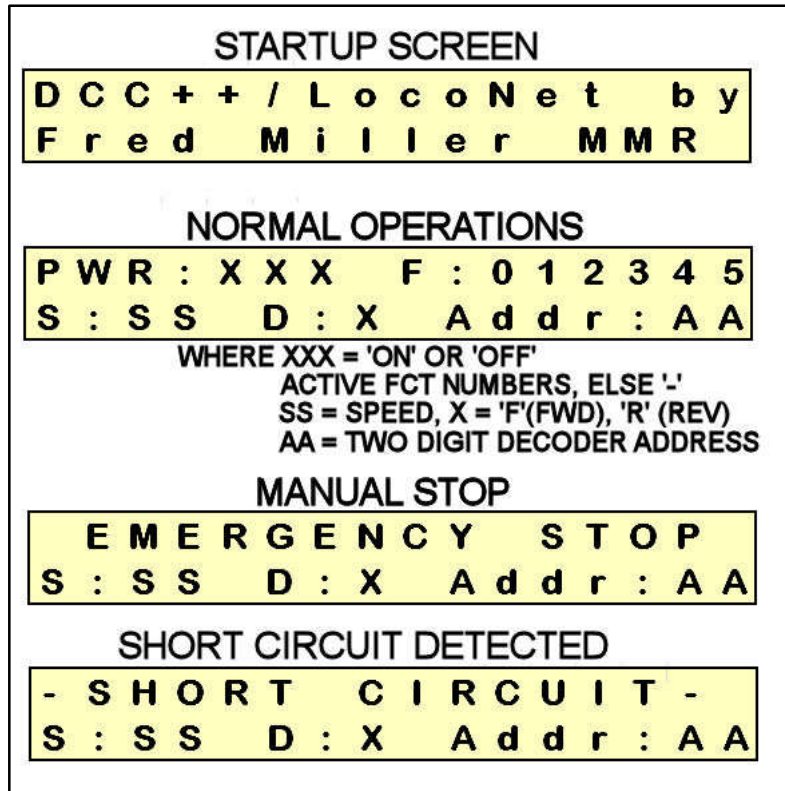 STARTUP SCREEN
DCC++/LocoNet by
Fred Miller MMR
NORMAL OPERATIONS
PWR:XXX F:012345
S:SS D:X Addr:AA
WHERE XXX = 'ON' OR 'OFF'
ACTIVE FCT NUMBERS, ELSE '-'
SS = SPEED, X = 'F'(FWD), 'R' (REV)
AA = TWO DIGIT DECODER ADDRESS
MANUAL STOP
EMERGENCY STOP
S:SS D:X Addr:AA
SHORT CIRCUIT DETECTED
-SHORT CIRCUIT-
S:SS D:X Addr:AA